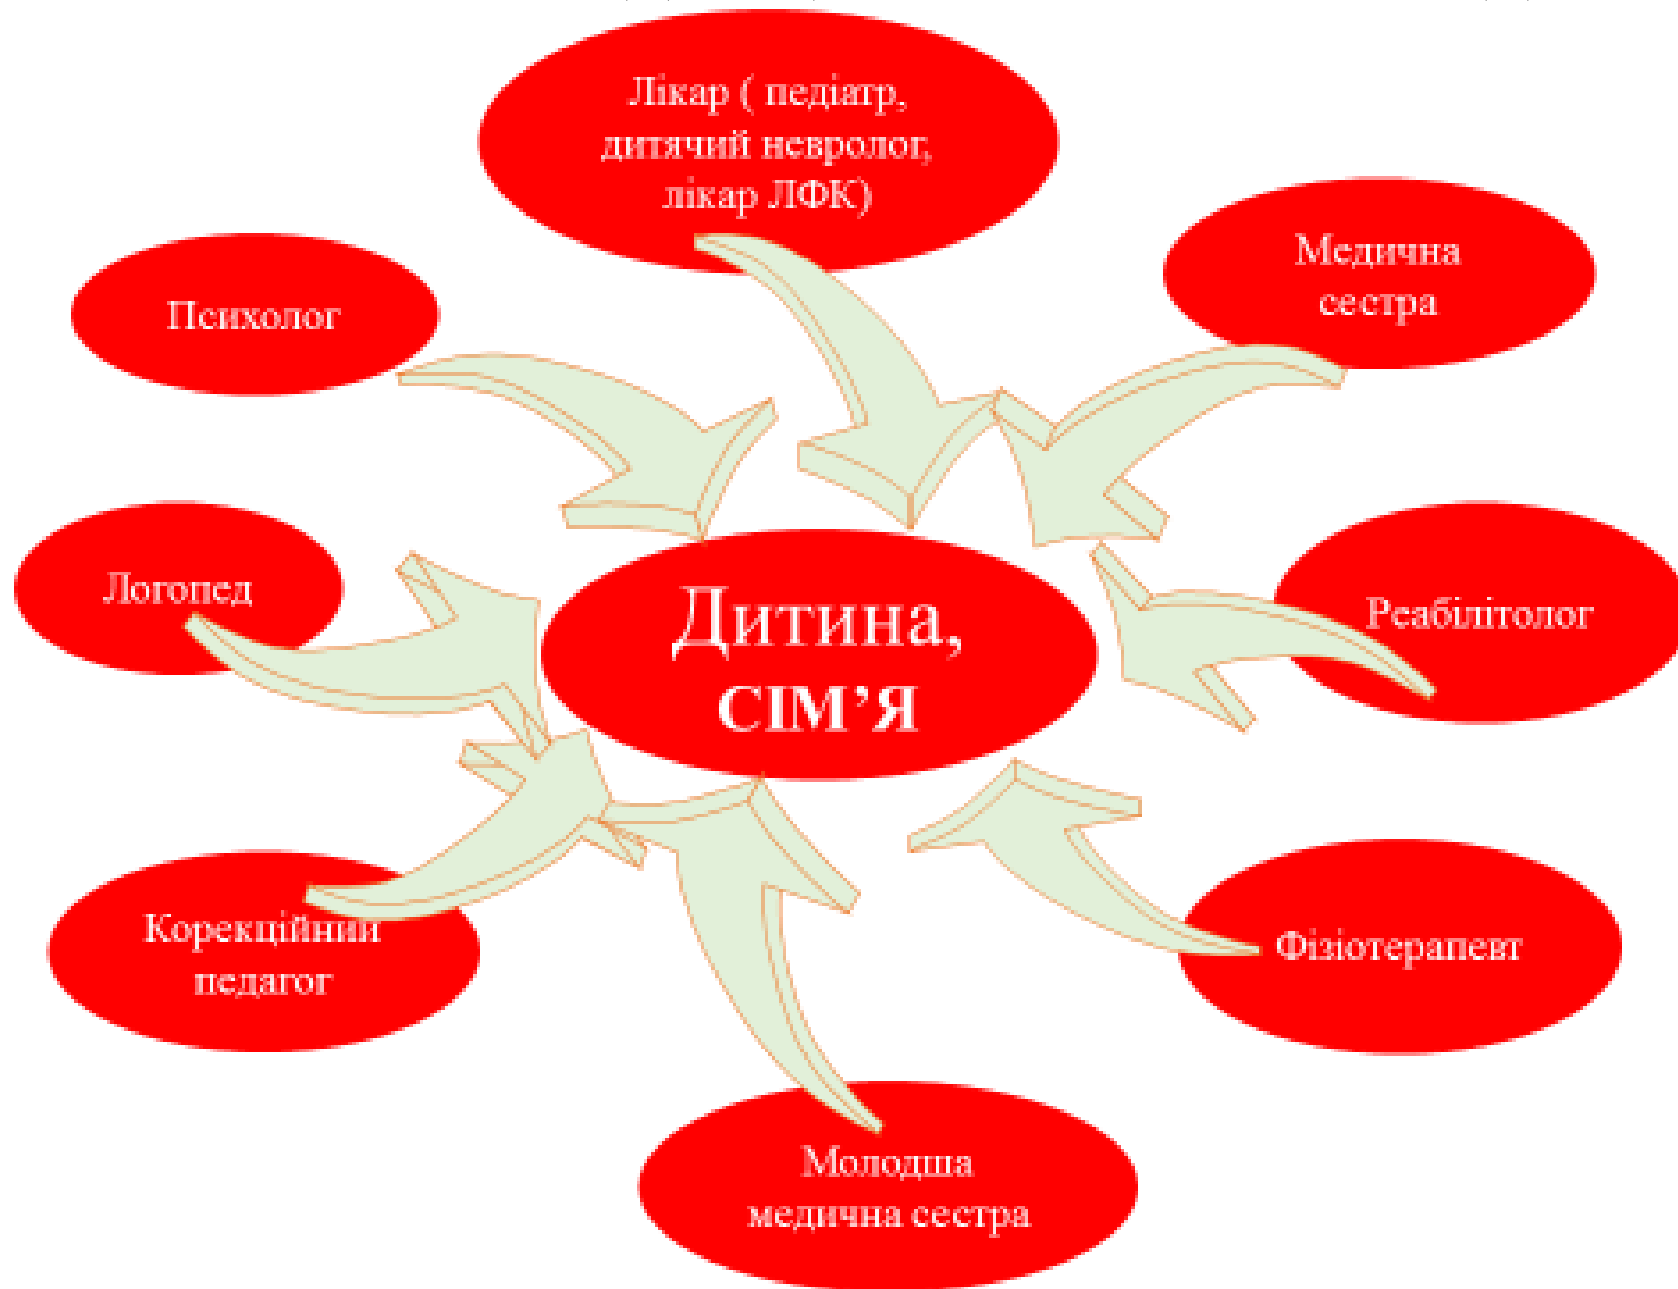 Лікар ( педіатр,
дитячий невролог,
лікар ЛФК)
Медична
сестра
Психолог
Логопед
Дитина,
СІМ’Я
Реабілітолог
Корекційний
педагог
Фізіотерапевт
Молодша
медична сестра